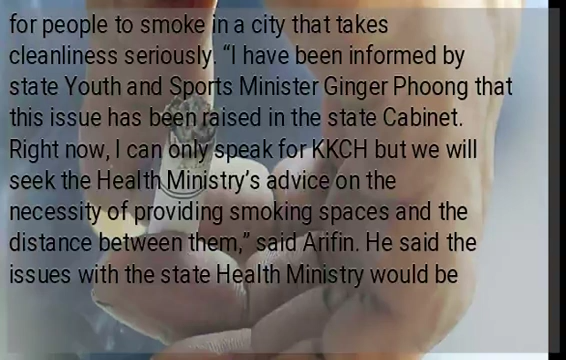 for people to smoke in a city that takes
cleanliness seriously. “I have been informed by
state Youth and Sports Minister Ginger Phoong that
this issue has been raised in the state Cabinet.
Right now, I can only speak for KKCH but we will
seek the Health Ministry’s advice on the
necessity of providing smoking spaces and the
distance between them,” said Arifin. He said the
issues with the state Health Ministry would be